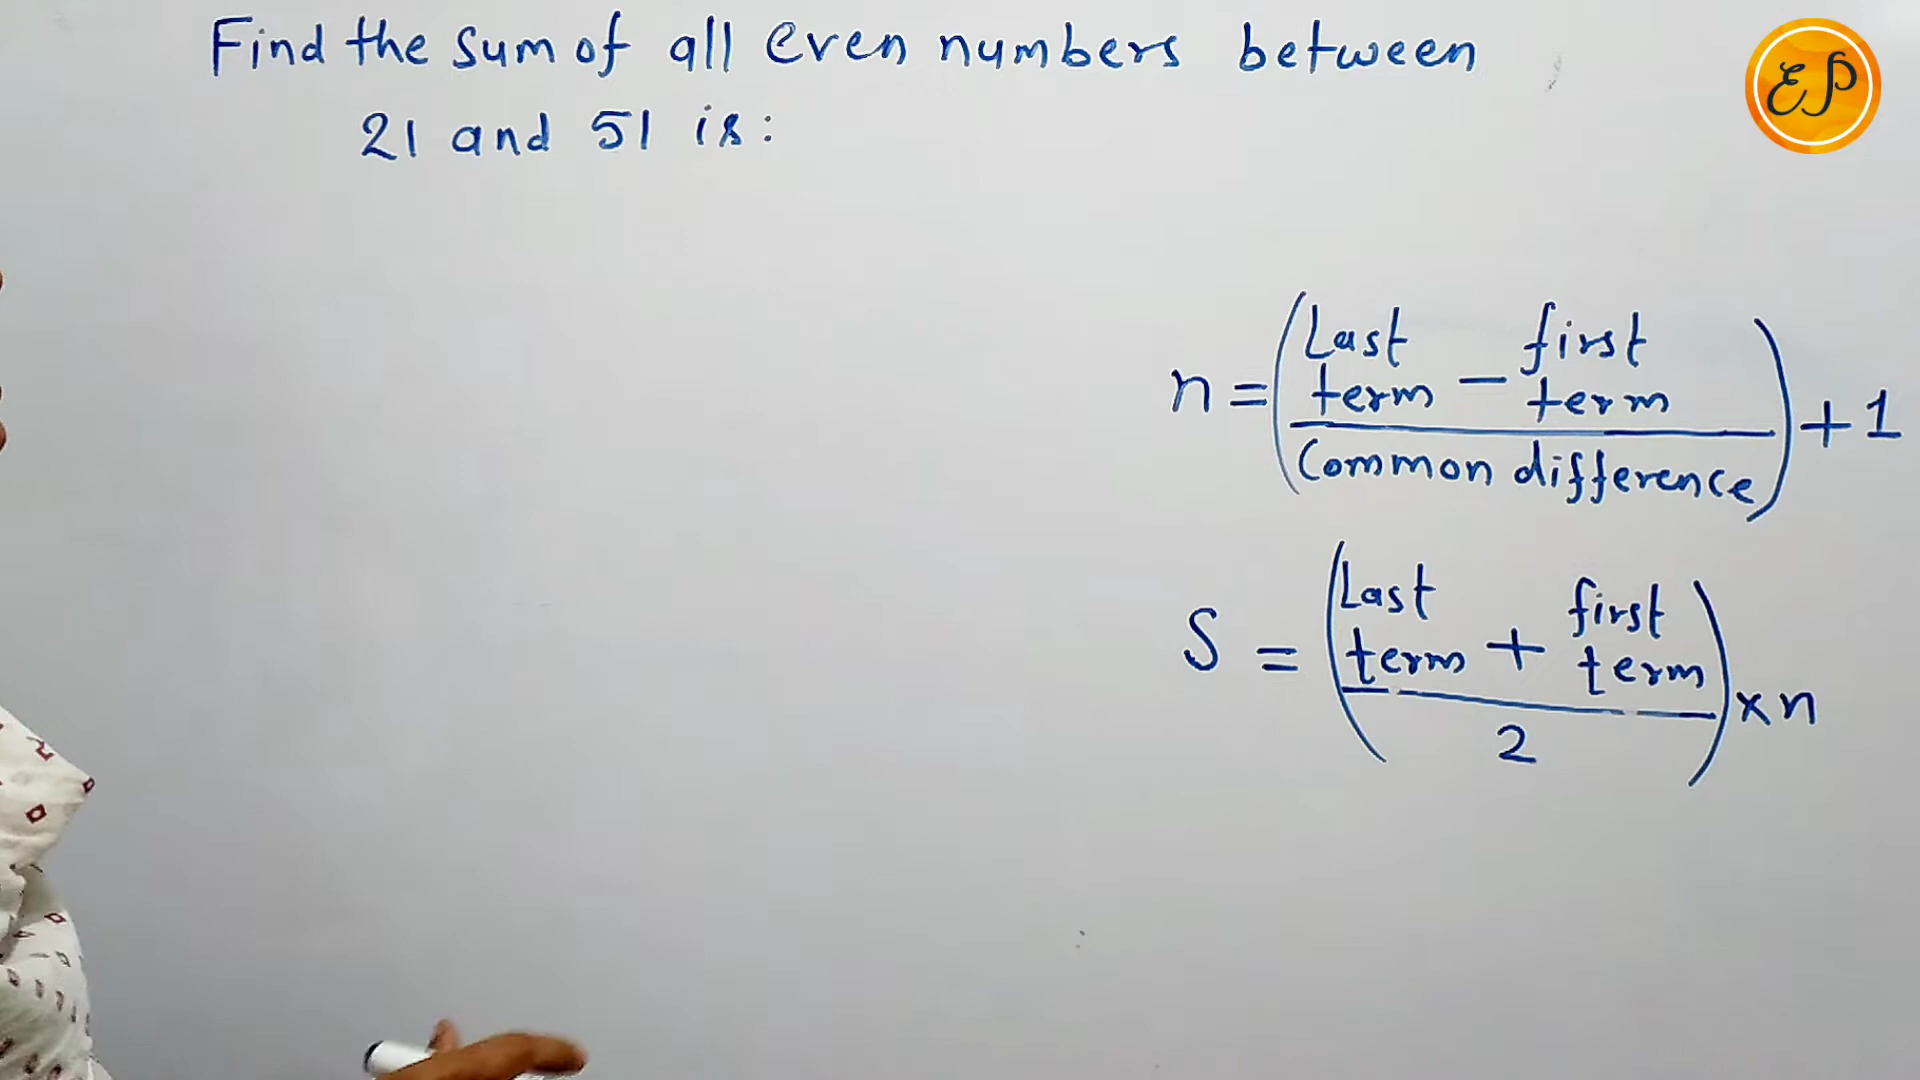 Find the sum of all even numbers between
21 and 51 is:
EP
n = (Last term - first term / Common difference) + 1
S = (Last term + first term / 2) × n